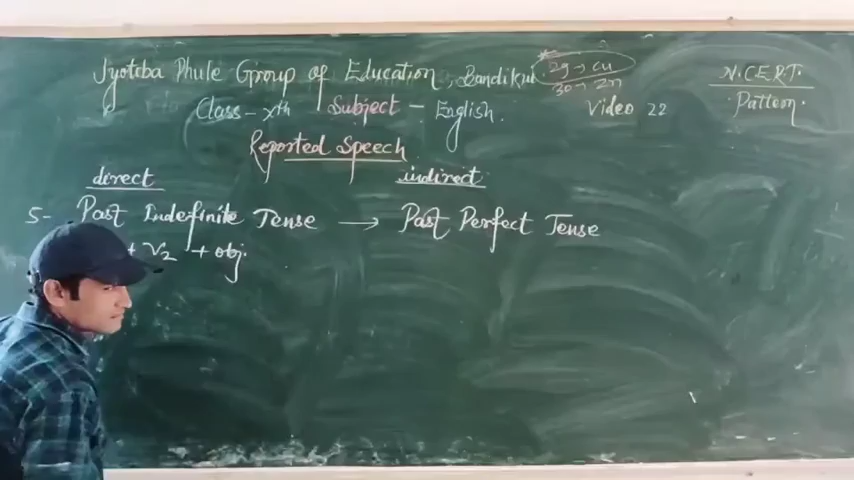 Jyotoba Phule Group of Education, Bandikui
Class - Xth Subject - English.
Video 22
N.C.E.R.T.
Pattern
Reported Speech
direct
indirect
5- Past Indefinite Tense → Past Perfect Tense
+ V2 + obj.